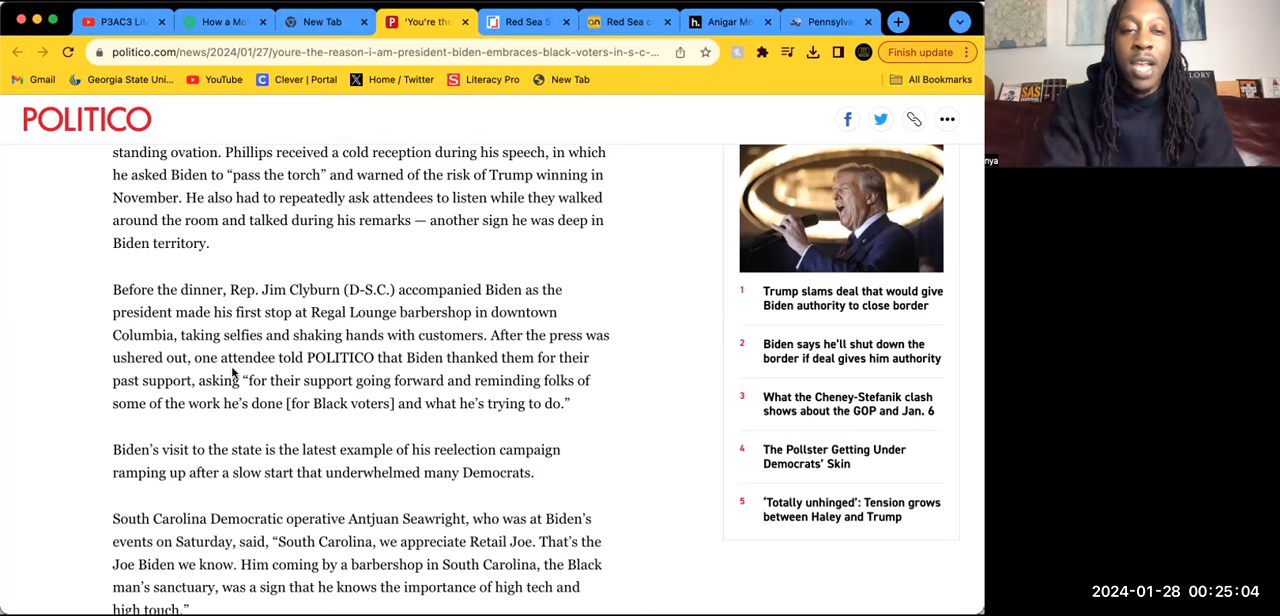 P3AC3 Lit
How a Mo
New Tab
'You're the
Red Sea S
Red Sea c
Anigar Mo
Pennsylva
politico.com/news/2024/01/27/youre-the-reason-i-am-president-biden-embraces-black-voters-in-s-c-...
Finish update
Gmail
Georgia State Uni...
YouTube
Clever | Portal
Home / Twitter
Literacy Pro
New Tab
All Bookmarks
POLITICO
standing ovation. Phillips received a cold reception during his speech, in which
he asked Biden to “pass the torch” and warned of the risk of Trump winning in
November. He also had to repeatedly ask attendees to listen while they walked
around the room and talked during his remarks — another sign he was deep in
Biden territory.
Before the dinner, Rep. Jim Clyburn (D-S.C.) accompanied Biden as the
president made his first stop at Regal Lounge barbershop in downtown
Columbia, taking selfies and shaking hands with customers. After the press was
ushered out, one attendee told POLITICO that Biden thanked them for their
past support, asking “for their support going forward and reminding folks of
some of the work he’s done [for Black voters] and what he’s trying to do.”
Biden’s visit to the state is the latest example of his reelection campaign
ramping up after a slow start that underwhelmed many Democrats.
South Carolina Democratic operative Antjuan Seawright, who was at Biden’s
events on Saturday, said, “South Carolina, we appreciate Retail Joe. That’s the
Joe Biden we know. Him coming by a barbershop in South Carolina, the Black
man’s sanctuary, was a sign that he knows the importance of high tech and
high touch.”
1 Trump slams deal that would give
Biden authority to close border
2 Biden says he’ll shut down the
border if deal gives him authority
3 What the Cheney-Stefanik clash
shows about the GOP and Jan. 6
4 The Pollster Getting Under
Democrats’ Skin
5 ‘Totally unhinged’: Tension grows
between Haley and Trump
LORY
SAS
nya
2024-01-28 00:25:04